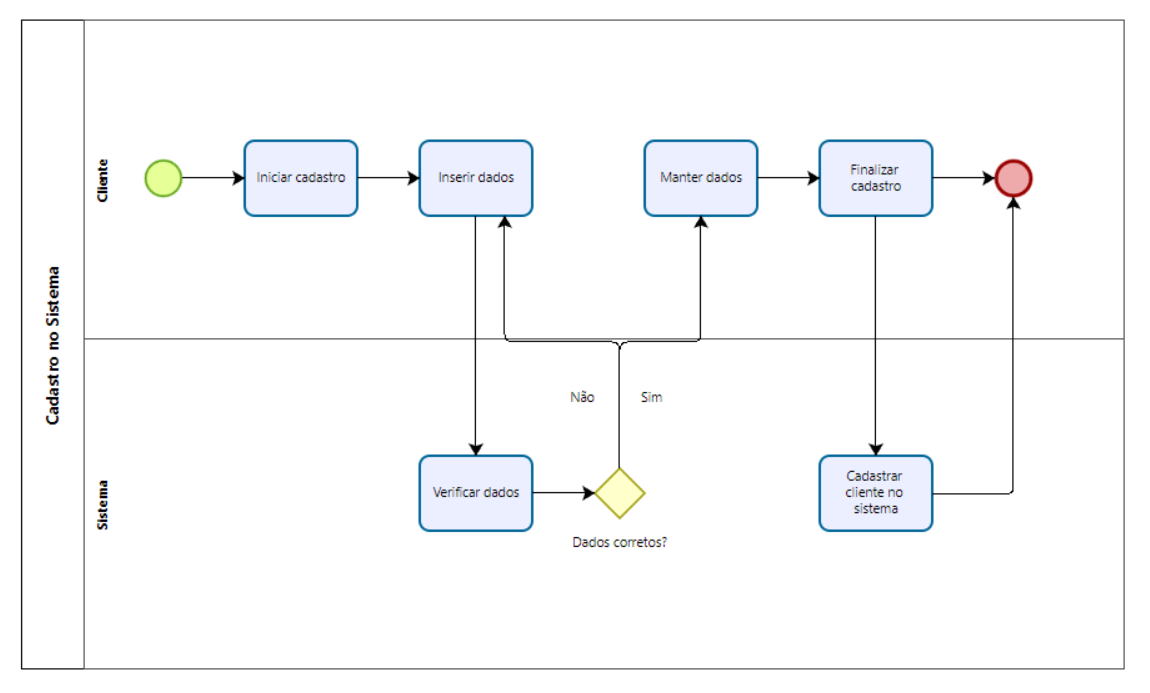 Cadastro no Sistema
Cliente
Iniciar cadastro
Inserir dados
Manter dados
Finalizar
cadastro
Não
Sim
Sistema
Verificar dados
Dados corretos?
Cadastrar
cliente no
sistema